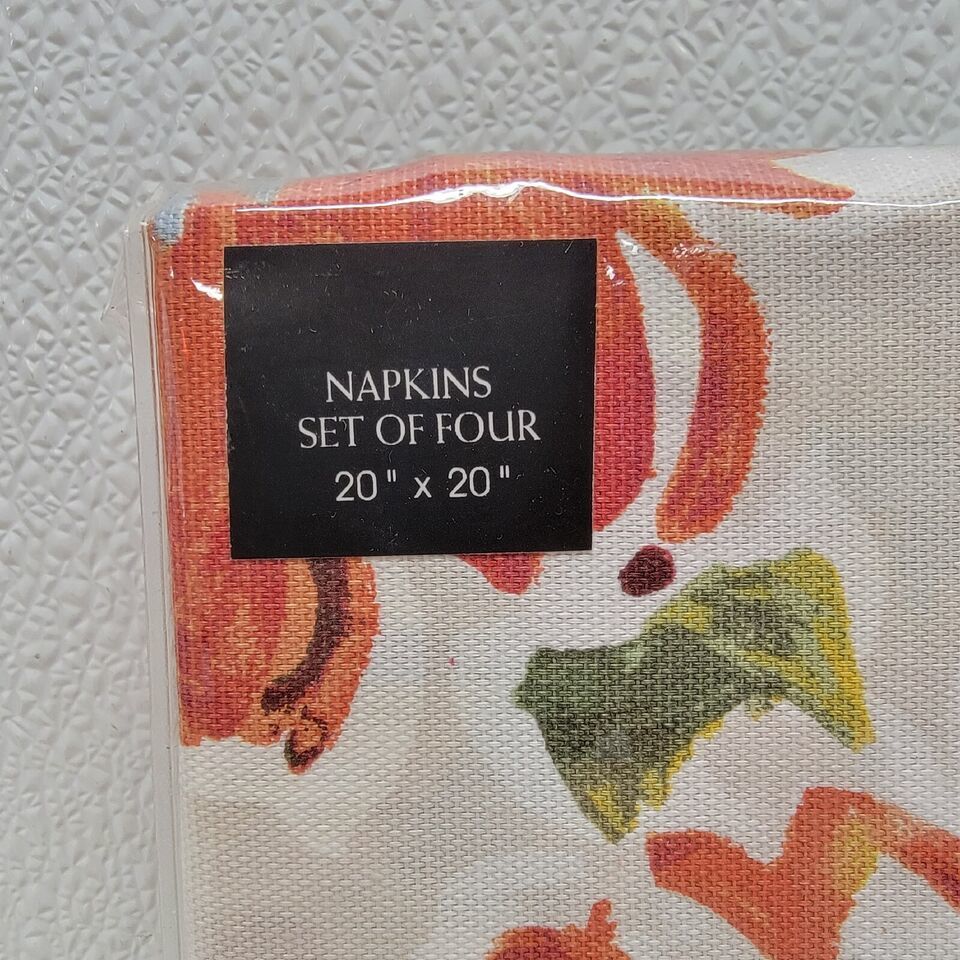 NAPKINS
SET OF FOUR
20" x 20"